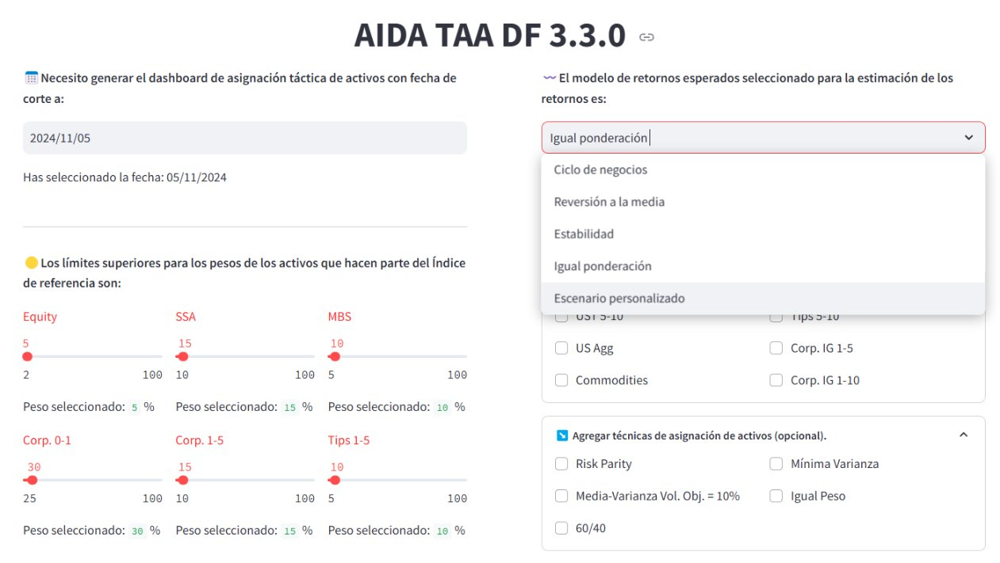 AIDA TAA DF 3.3.0
Necesito generar el dashboard de asignación táctica de activos con fecha de
corte a:
2024/11/05
Has seleccionado la fecha: 05/11/2024
Los límites superiores para los pesos de los activos que hacen parte del Índice
de referencia son:
Equity SSA MBS
5 15 10
2 100 10 100 5 100
Peso seleccionado: 5 % Peso seleccionado: 15 % Peso seleccionado: 10 %
Corp. 0-1 Corp. 1-5 Tips 1-5
30 15 10
25 100 10 100 5 100
Peso seleccionado: 30 % Peso seleccionado: 15 % Peso seleccionado: 10 %
El modelo de retornos esperados seleccionado para la estimación de los
retornos es:
Igual ponderación
Ciclo de negocios
Reversión a la media
Estabilidad
Igual ponderación
Escenario personalizado
UST 5-10 Tips 5-10
US Agg Corp. IG 1-5
Commodities Corp. IG 1-10
Agregar técnicas de asignación de activos (opcional).
Risk Parity Mínima Varianza
Media-Varianza Vol. Obj. = 10% Igual Peso
60/40